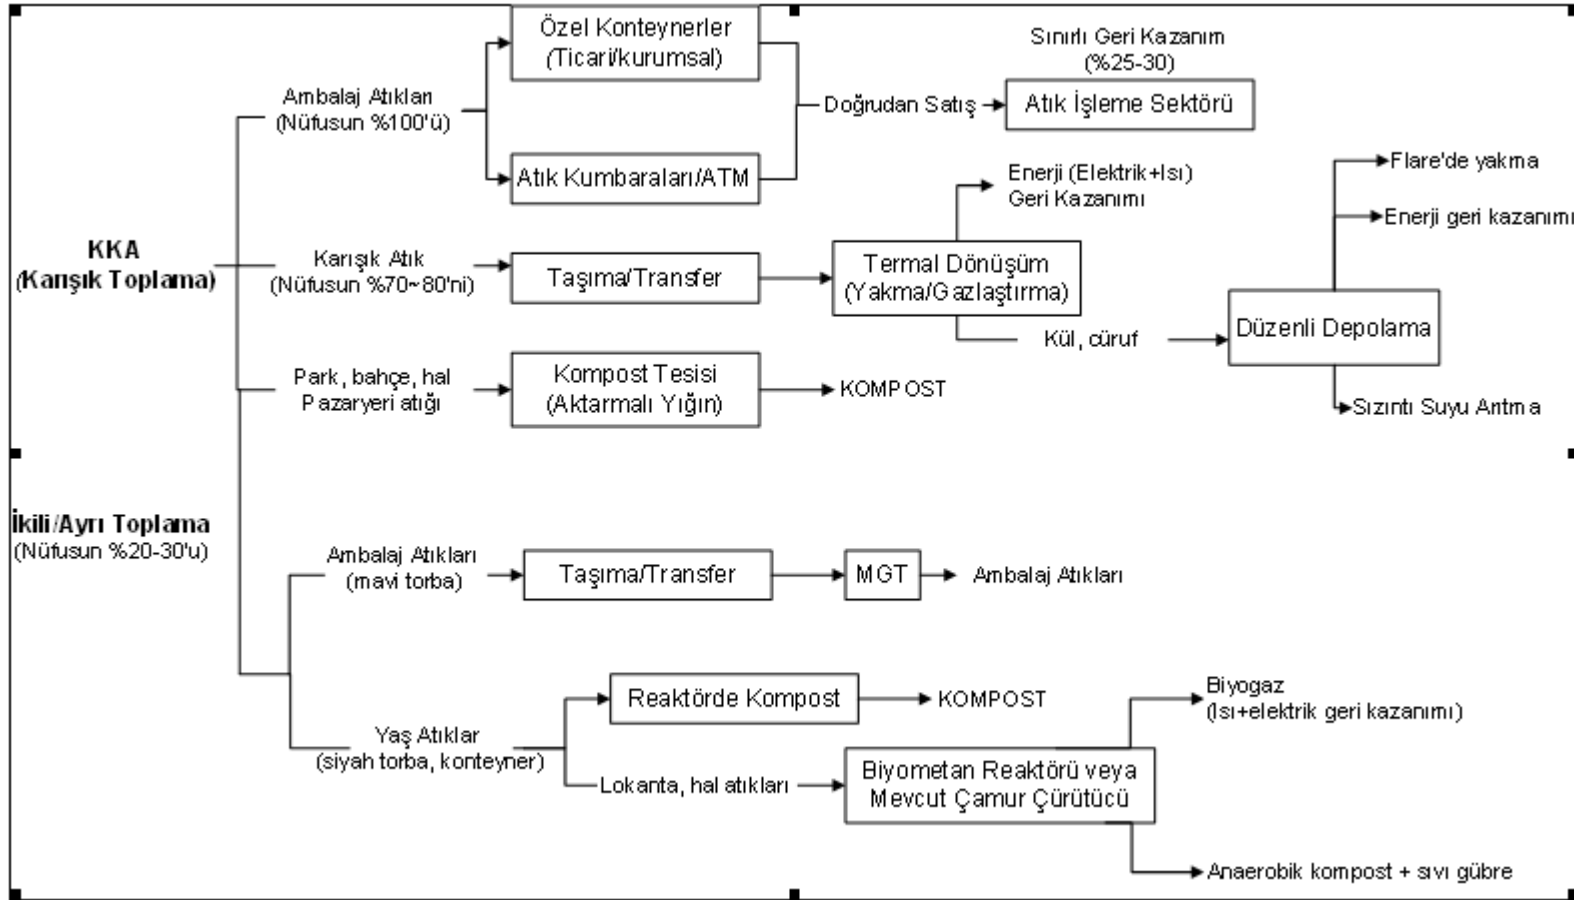 Özel Konteynerler
(Ticari/kurumsal)
Sınırlı Geri Kazanım
(%25-30)
Ambalaj Atıkları
(Nüfusun %100'ü)
Doğrudan Satış
Atık İşleme Sektörü
Atık Kumbaraları/ATM
Enerji (Elektrik+Isı)
Geri Kazanımı
Flare'de yakma
Enerji geri kazanımı
KKA
(Karışık Toplama)
Karışık Atık
(Nüfusun %70~80'ni)
Taşıma/Transfer
Termal Dönüşüm
(Yakma/Gazlaştırma)
Kül, cüruf
Düzenli Depolama
Park, bahçe, hal
Pazaryeri atığı
Kompost Tesisi
(Aktarmalı Yığın)
KOMPOST
Sızıntı Suyu Arıtma
İkili/Ayrı Toplama
(Nüfusun %20-30'u)
Ambalaj Atıkları
(mavi torba)
Taşıma/Transfer
MGT
Ambalaj Atıkları
Yaş Atıklar
(siyah torba, konteyner)
Reaktörde Kompost
KOMPOST
Biyogaz
(Isı+elektrik geri kazanımı)
Lokanta, hal atıkları
Biyometan Reaktörü veya
Mevcut Çamur Çürütücü
Anaerobik kompost + sıvı gübre